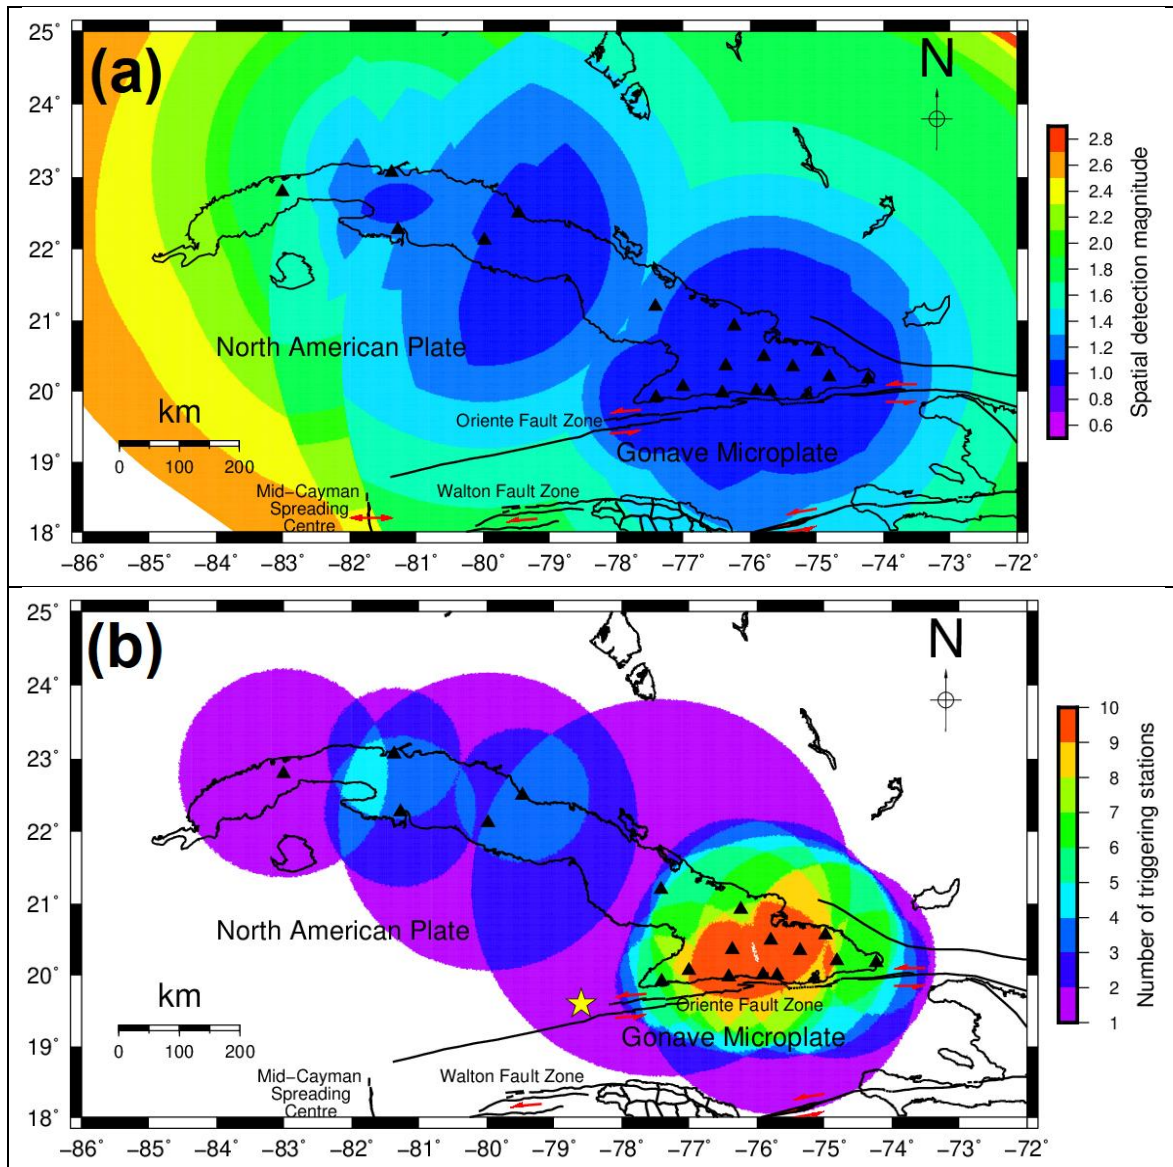 (a)
N
25˚
24˚
23˚
22˚
21˚
20˚
19˚
18˚
North American Plate
km
0 100 200
Oriente Fault Zone
Gonave Microplate
Mid−Cayman
Spreading
Centre
Walton Fault Zone
−86˚ −85˚ −84˚ −83˚ −82˚ −81˚ −80˚ −79˚ −78˚ −77˚ −76˚ −75˚ −74˚ −73˚ −72˚
2.8
2.6
2.4
2.2
2.0
1.8
1.6
1.4
1.2
1.0
0.8
0.6
Spatial detection magnitude
(b)
N
25˚
24˚
23˚
22˚
21˚
20˚
19˚
18˚
North American Plate
km
0 100 200
Oriente Fault Zone
Gonave Microplate
Mid−Cayman
Spreading
Centre
Walton Fault Zone
−86˚ −85˚ −84˚ −83˚ −82˚ −81˚ −80˚ −79˚ −78˚ −77˚ −76˚ −75˚ −74˚ −73˚ −72˚
10
9
8
7
6
5
4
3
2
1
Number of triggering stations